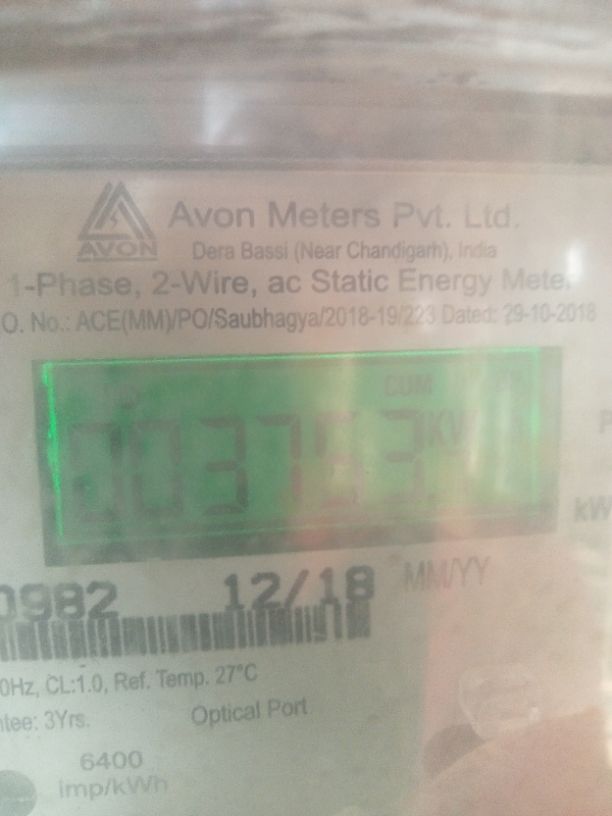 AVON
Avon Meters Pvt. Ltd.
Dera Bassi (Near Chandigarh), India
1-Phase, 2-Wire, ac Static Energy Meter
.O. No.: ACE(MM)/PO/Saubhagya/2018-19/223 Dated: 29-10-2018
CUM
003753
kW
0982 12/18 MM/YY
0Hz, CL:1.0, Ref. Temp. 27°C
ntee: 3Yrs. Optical Port
6400
imp/kWh